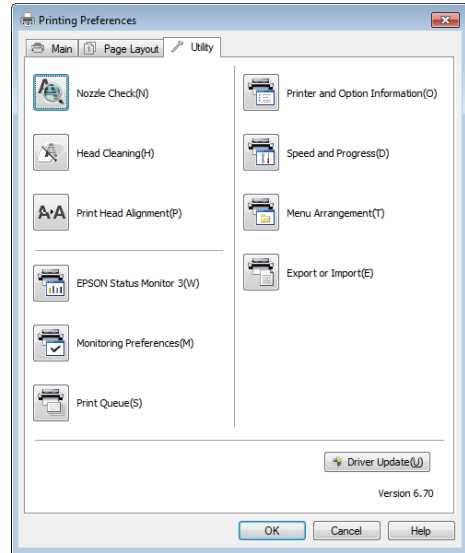 Printing Preferences
Main
Page Layout
Utility
Nozzle Check(N)
Head Cleaning(H)
A A
Print Head Alignment(P)
EPSON Status Monitor 3(W)
Monitoring Preferences(M)
Print Queue(S)
Printer and Option Information(O)
Speed and Progress(D)
Menu Arrangement(T)
Export or Import(E)
Driver Update(U)
Version 6.70
OK
Cancel
Help